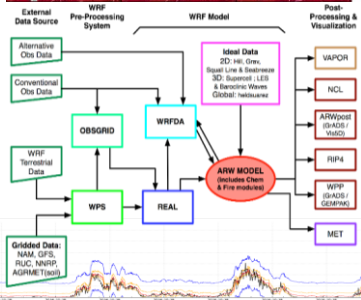 External
Data Source
WRF
Pre-Processing
System
WRF Model
Post-
Processing &
Visualization
Alternative
Obs Data
Conventional
Obs Data
WRF
Terrestrial
Data
Gridded Data:
NAM, GFS,
RUC, NNRP,
AGRMET(soil)
OBSGRID
WPS
WRFDA
REAL
Ideal Data
2D: Hill, Grav,
Squall Line & Seabreeze
3D: Supercell ; LES
& Baroclinic Waves
Global: heldsuarez
ARW MODEL
(includes Chem
& Fire modules)
VAPOR
NCL
ARWpost
(GrADS /
Vis5D)
RIP4
WPP
(GrADS /
GEMPAK)
MET